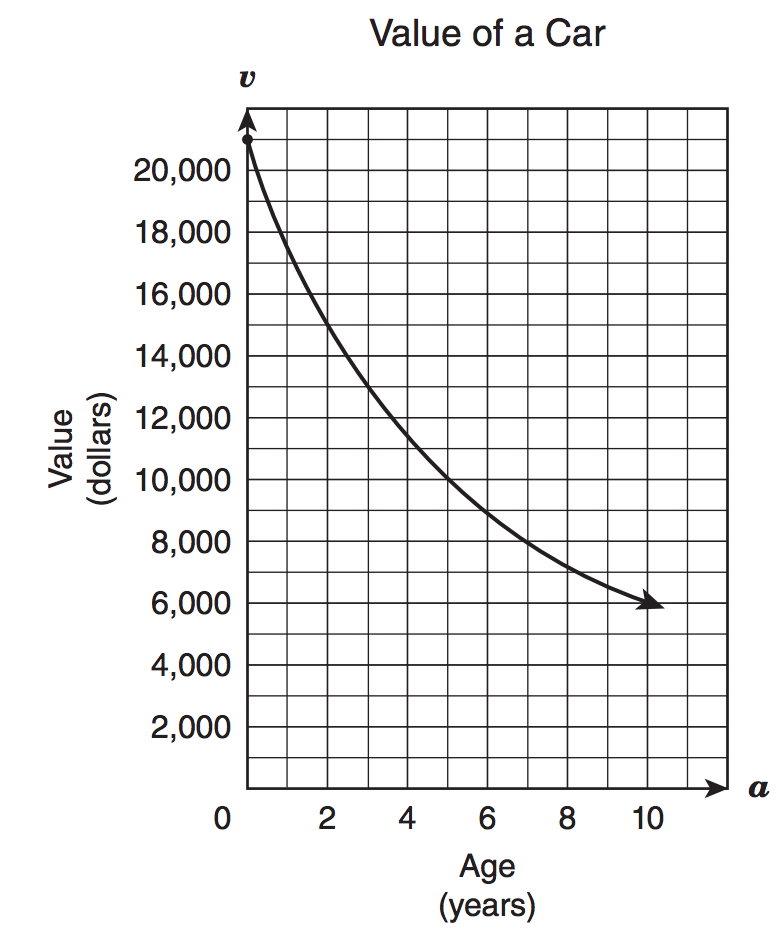 Value of a Car
v
20,000
18,000
16,000
14,000
12,000
10,000
8,000
6,000
4,000
2,000
Value
(dollars)
0 2 4 6 8 10
a
Age
(years)